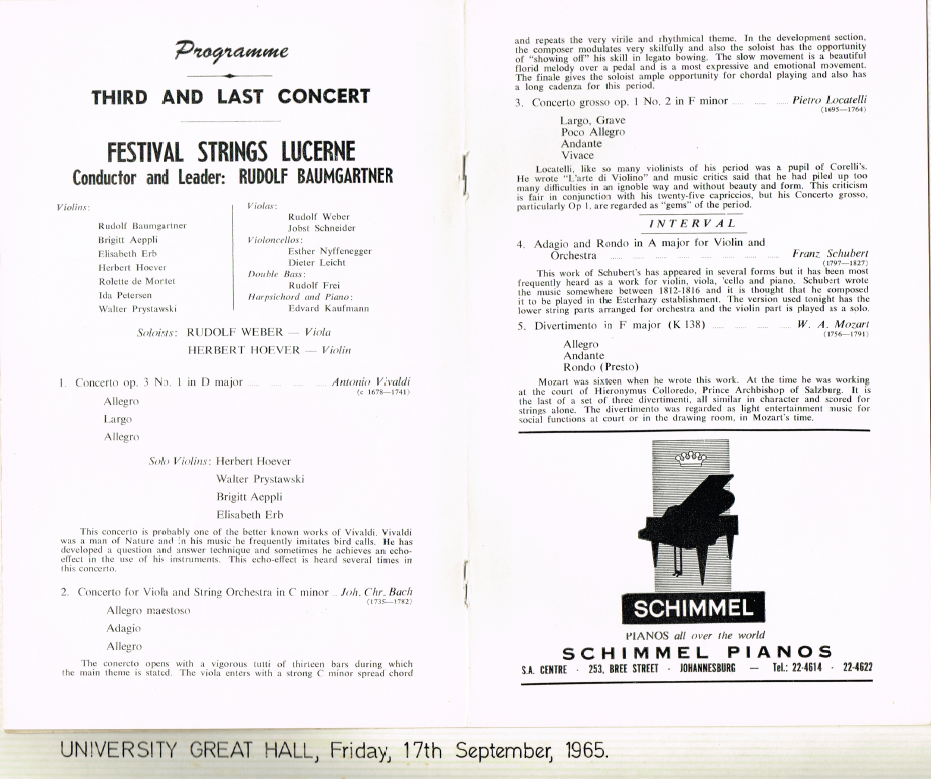 Programme
THIRD AND LAST CONCERT
FESTIVAL STRINGS LUCERNE
Conductor and Leader: RUDOLF BAUMGARTNER
Violins:
Rudolf Baumgartner
Brigitt Aeppli
Elisabeth Erb
Herbert Hoever
Rolette de Mortet
Ida Petersen
Walter Prystawski
Violas:
Rudolf Weber
Jobst Schneider
Violoncellos:
Esther Nyffenegger
Dieter Leicht
Double Bass:
Rudolf Frei
Harpsichord and Piano:
Edvard Kaufmann
Soloists: RUDOLF WEBER — Viola
HERBERT HOEVER — Violin
1. Concerto op. 3 No. 1 in D major ..... ..... ..... Antonio Vivaldi
(c 1678—1741)
Allegro
Largo
Allegro
Solo Violins: Herbert Hoever
Walter Prystawski
Brigitt Aeppli
Elisabeth Erb
This concerto is probably one of the better known works of Vivaldi. Vivaldi
was a man of Nature and in his music he frequently imitates bird calls. He has
developed a question and answer technique and sometimes he achieves an echo-
effect in the use of his instruments. This echo-effect is heard several times in
this concerto.
2. Concerto for Viola and String Orchestra in C minor .. Joh. Chr. Bach
(1735—1782)
Allegro maestoso
Adagio
Allegro
The conercto opens with a vigorous tutti of thirteen bars during which
the main theme is stated. The viola enters with a strong C minor spread chord
and repeats the very virile and rhythmical theme. In the development section,
the composer modulates very skilfully and also the soloist has the opportunity
of "showing off" his skill in legato bowing. The slow movement is a beautiful
florid melody over a pedal and is a most expressive and emotional movement.
The finale gives the soloist ample opportunity for chordal playing and also has
a long cadenza for this period.
3. Concerto grosso op. 1 No. 2 in F minor ..... ..... ..... Pietro Locatelli
(1695—1764)
Largo, Grave
Poco Allegro
Andante
Vivace
Locatelli, like so many violinists of his period was a pupil of Corelli's.
He wrote "L'arte di Violino" and music critics said that he had piled up too
many difficulties in an ignoble way and without beauty and form. This criticism
is fair in conjunction with his twenty-five capriccios, but his Concerto grosso,
particularly Op 1, are regarded as "gems" of the period.
INTERVAL
4. Adagio and Rondo in A major for Violin and
Orchestra ..... ..... ..... ..... ..... ..... ..... Franz Schubert
(1797—1827)
This work of Schubert's has appeared in several forms but it has been most
frequently heard as a work for violin, viola, 'cello and piano. Schubert wrote
the music somewhere between 1812-1816 and it is thought that he composed
it to be played in the Esterhazy establishment. The version used tonight has the
lower string parts arranged for orchestra and the violin part is played as a solo.
5. Divertimento in F major (K 138) ..... ..... ..... ..... W. A. Mozart
(1756—1791)
Allegro
Andante
Rondo (Presto)
Mozart was sixteen when he wrote this work. At the time he was working
at the court of Hieronymus Colloredo, Prince Archbishop of Salzburg. It is
the last of a set of three divertimenti, all similar in character and scored for
strings alone. The divertimento was regarded as light entertainment music for
social functions at court or in the drawing room, in Mozart's time.
SCHIMMEL
PIANOS all over the world
SCHIMMEL PIANOS
S.A. CENTRE · 253, BREE STREET · JOHANNESBURG — Tel.: 22-4614 · 22-4622
UNIVERSITY GREAT HALL, Friday, 17th September, 1965.